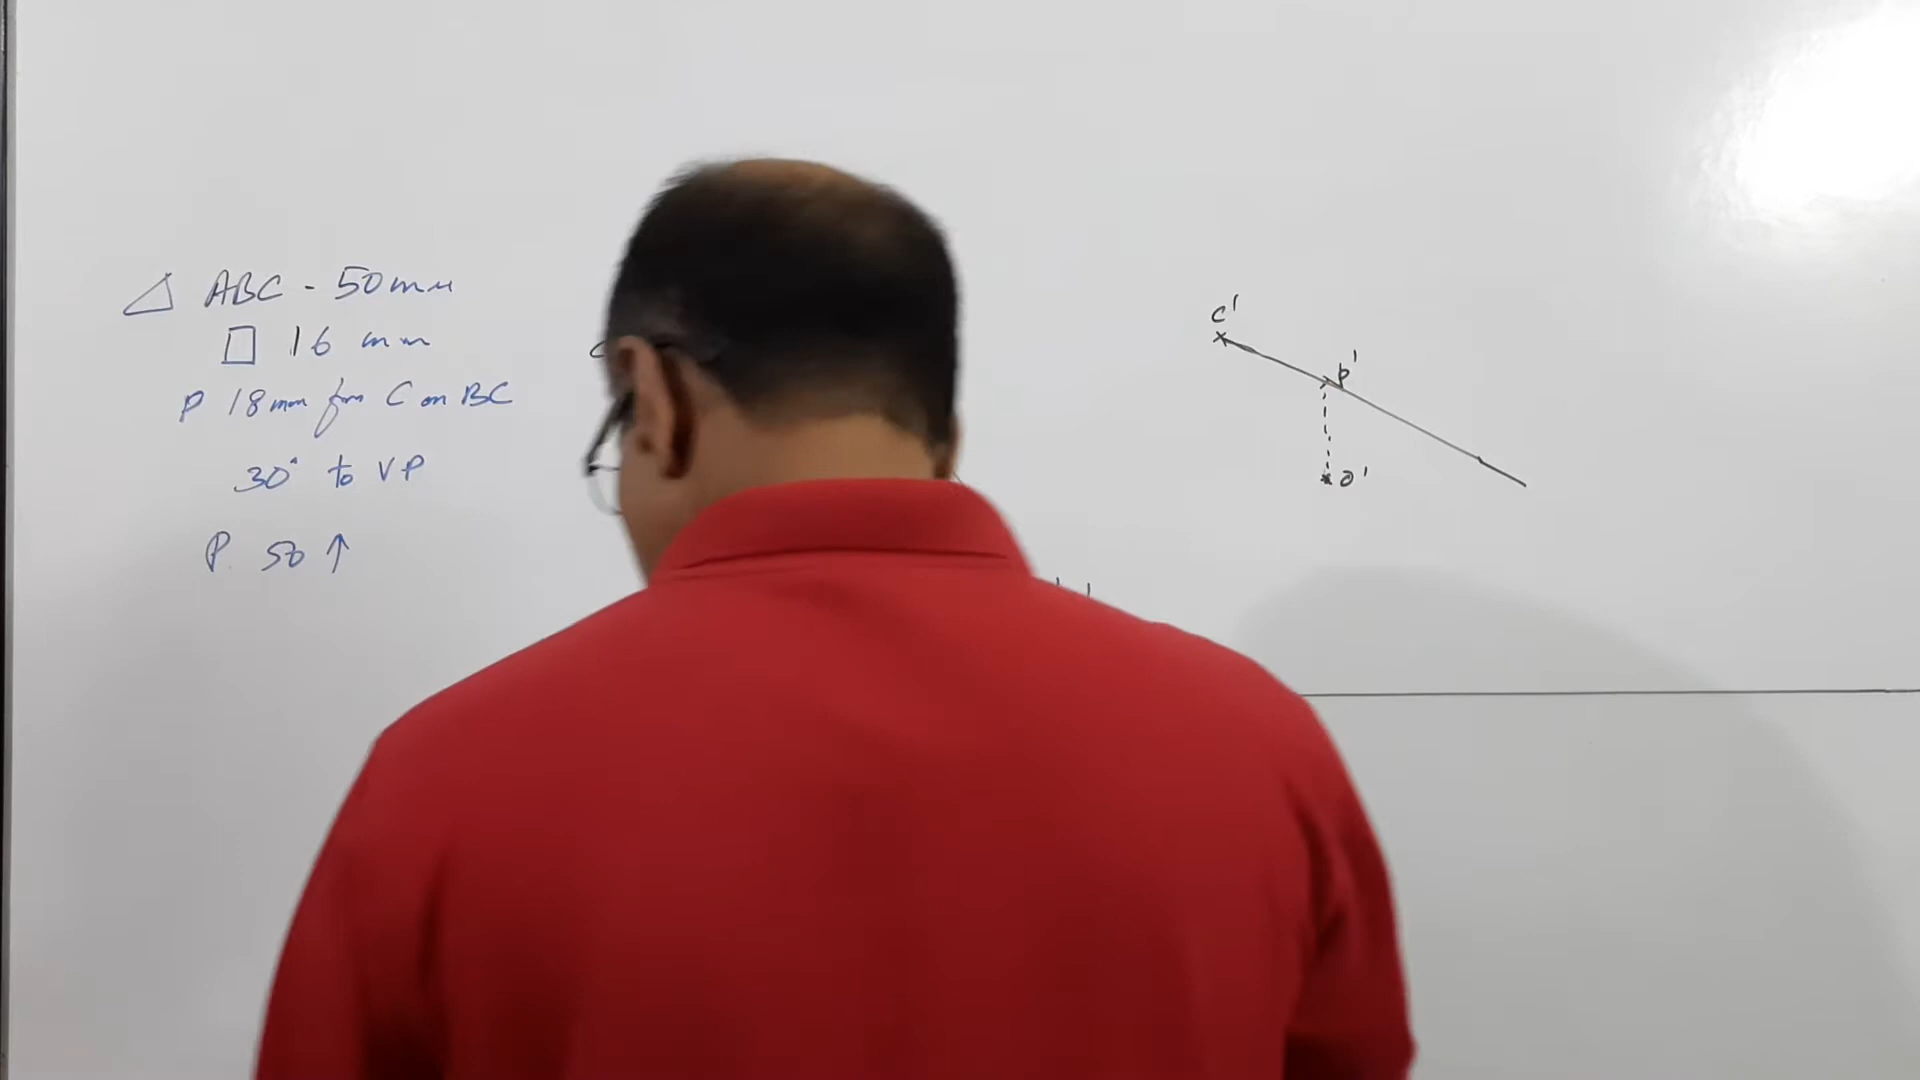 △ ABC - 50mm
□ 16 mm
P 18mm from C on BC
30° to VP
P 50 ↑
c
c'
p'
o'